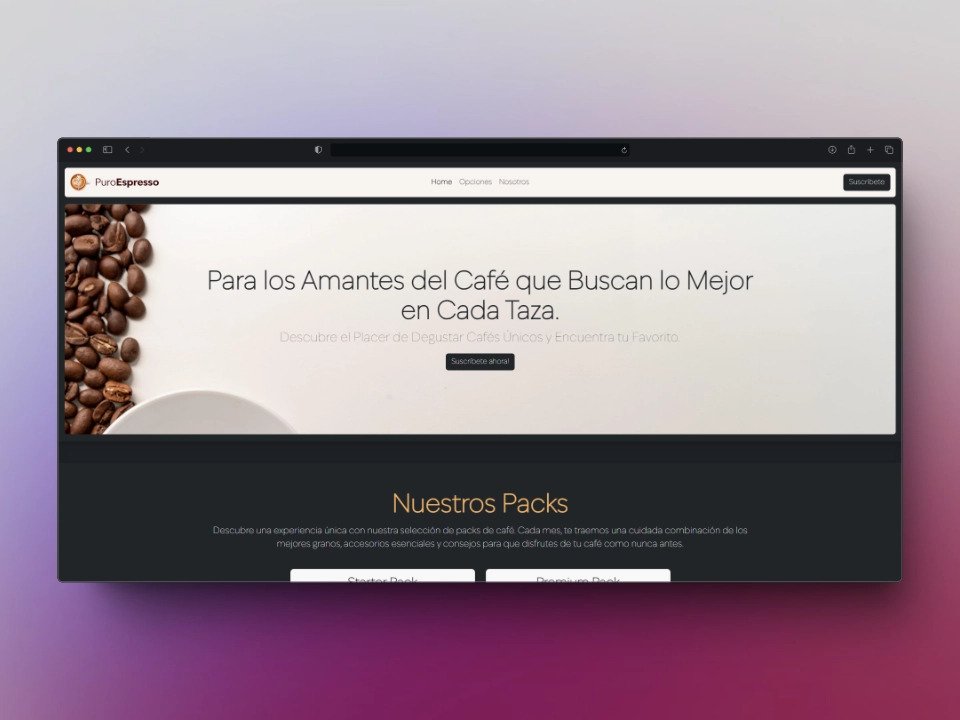 PuroEspresso
Home Opciones Nosotros
Suscríbete
Para los Amantes del Café que Buscan lo Mejor
en Cada Taza.
Descubre el Placer de Degustar Cafés Únicos y Encuentra tu Favorito.
Suscríbete ahora!
Nuestros Packs
Descubre una experiencia única con nuestra selección de packs de café. Cada mes, te traemos una cuidada combinación de los
mejores granos, accesorios esenciales y consejos para que disfrutes de tu café como nunca antes.
Starter Pack
Premium Pack